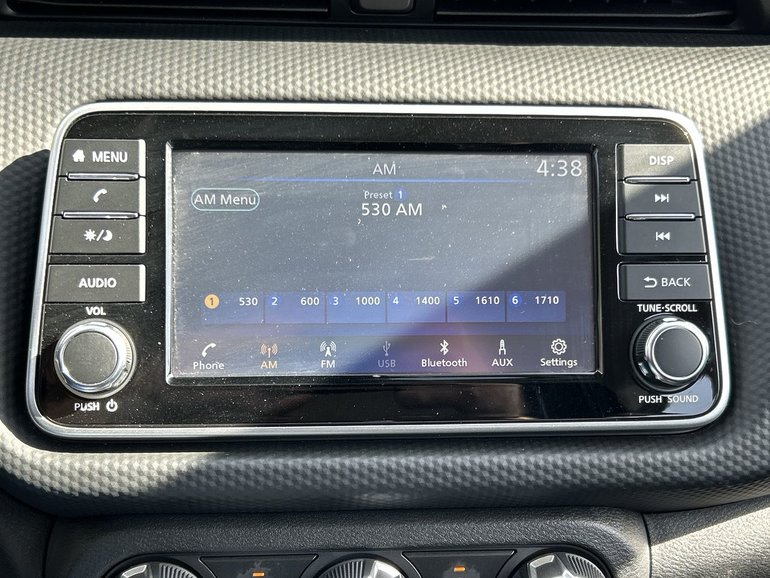 MENU
AUDIO
VOL
PUSH
AM
4:38
AM Menu
Preset 1
530 AM
1 530 2 600 3 1000 4 1400 5 1610 6 1710
Phone AM FM USB Bluetooth AUX Settings
DISP
BACK
TUNE·SCROLL
PUSH SOUND